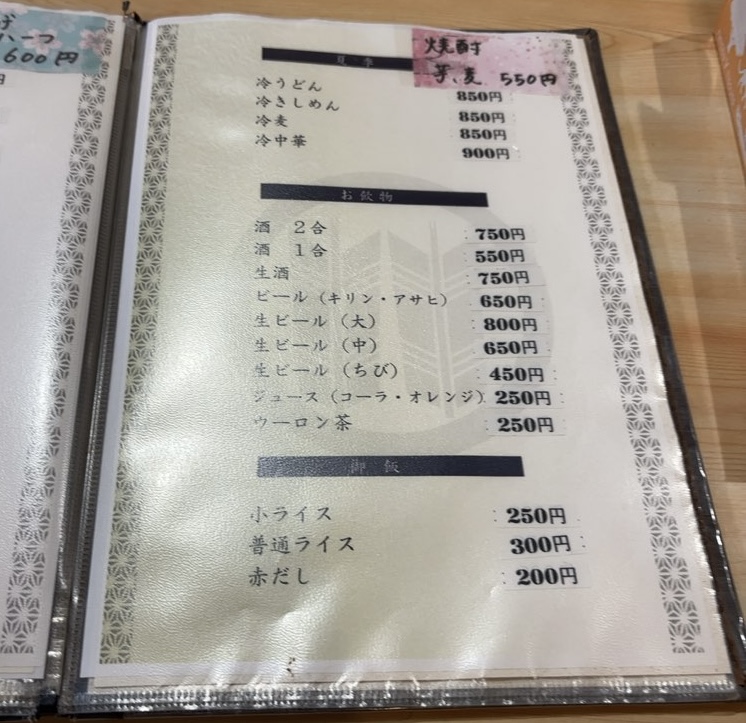 ハーつ
600円
円
焼酎
芋、麦 550円
夏季
冷うどん 850円
冷きしめん 850円
冷麦 850円
冷中華 900円
お飲物
酒 2合 : 750円
酒 1合 : 550円
生酒 : 750円
ビール（キリン・アサヒ） 650円
生ビール（大） : 800円
生ビール（中） : 650円
生ビール（ちび） : 450円
ジュース（コーラ・オレンジ） 250円
ウーロン茶 : 250円
御飯
小ライス : 250円
普通ライス : 300円
赤だし : 200円